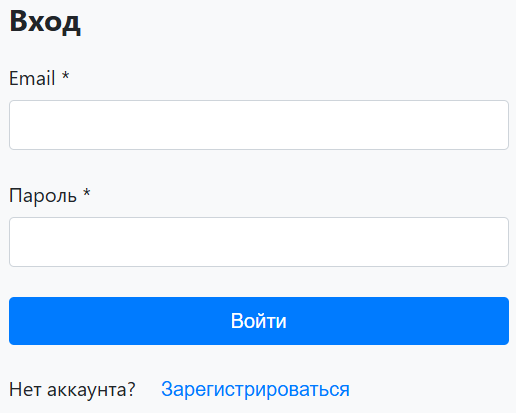 Вход
Email *
Пароль *
Войти
Нет аккаунта? Зарегистрироваться